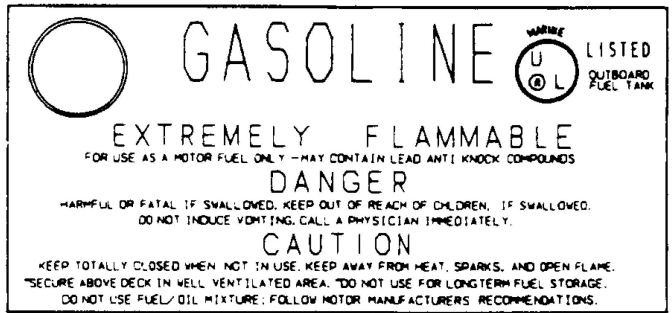 GASOLINE
MARINE
U
® L
LISTED
OUTBOARD
FUEL TANK
EXTREMELY FLAMMABLE
FOR USE AS A MOTOR FUEL ONLY -MAY CONTAIN LEAD ANTI KNOCK COMPOUNDS
DANGER
HARMFUL OR FATAL IF SWALLOWED. KEEP OUT OF REACH OF CHILDREN. IF SWALLOWED.
DO NOT INDUCE VOMITING. CALL A PHYSICIAN IMMEDIATELY.
CAUTION
KEEP TOTALLY CLOSED WHEN NOT IN USE. KEEP AWAY FROM HEAT, SPARKS, AND OPEN FLAME.
SECURE ABOVE DECK IN WELL VENTILATED AREA. DO NOT USE FOR LONGTERM FUEL STORAGE.
DO NOT USE FUEL/OIL MIXTURE; FOLLOW MOTOR MANUFACTURERS RECOMMENDATIONS.